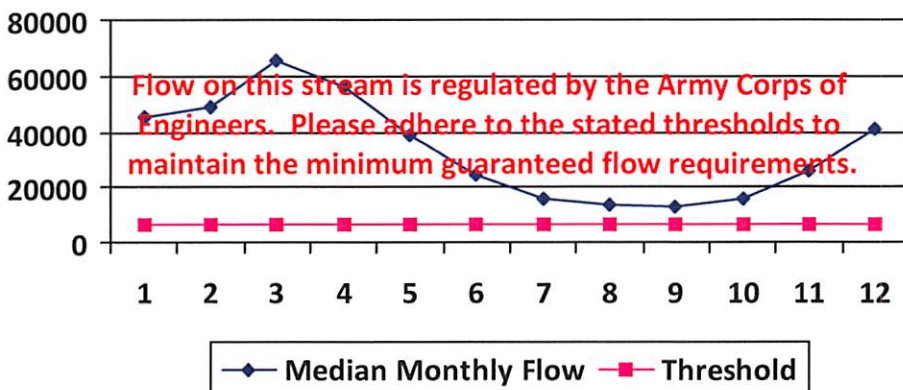 80000
60000
40000
20000
0
Flow on this stream is regulated by the Army Corps of
Engineers. Please adhere to the stated thresholds to
maintain the minimum guaranteed flow requirements.
1 2 3 4 5 6 7 8 9 10 11 12
Median Monthly Flow Threshold